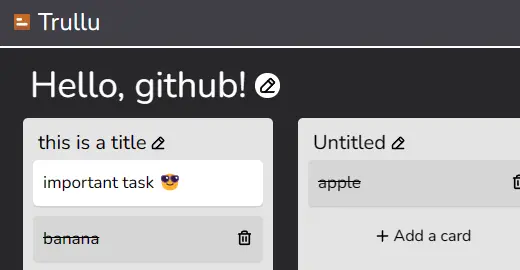 Trullu
Hello, github!
this is a title
important task 😎
banana
Untitled
apple
+ Add a card